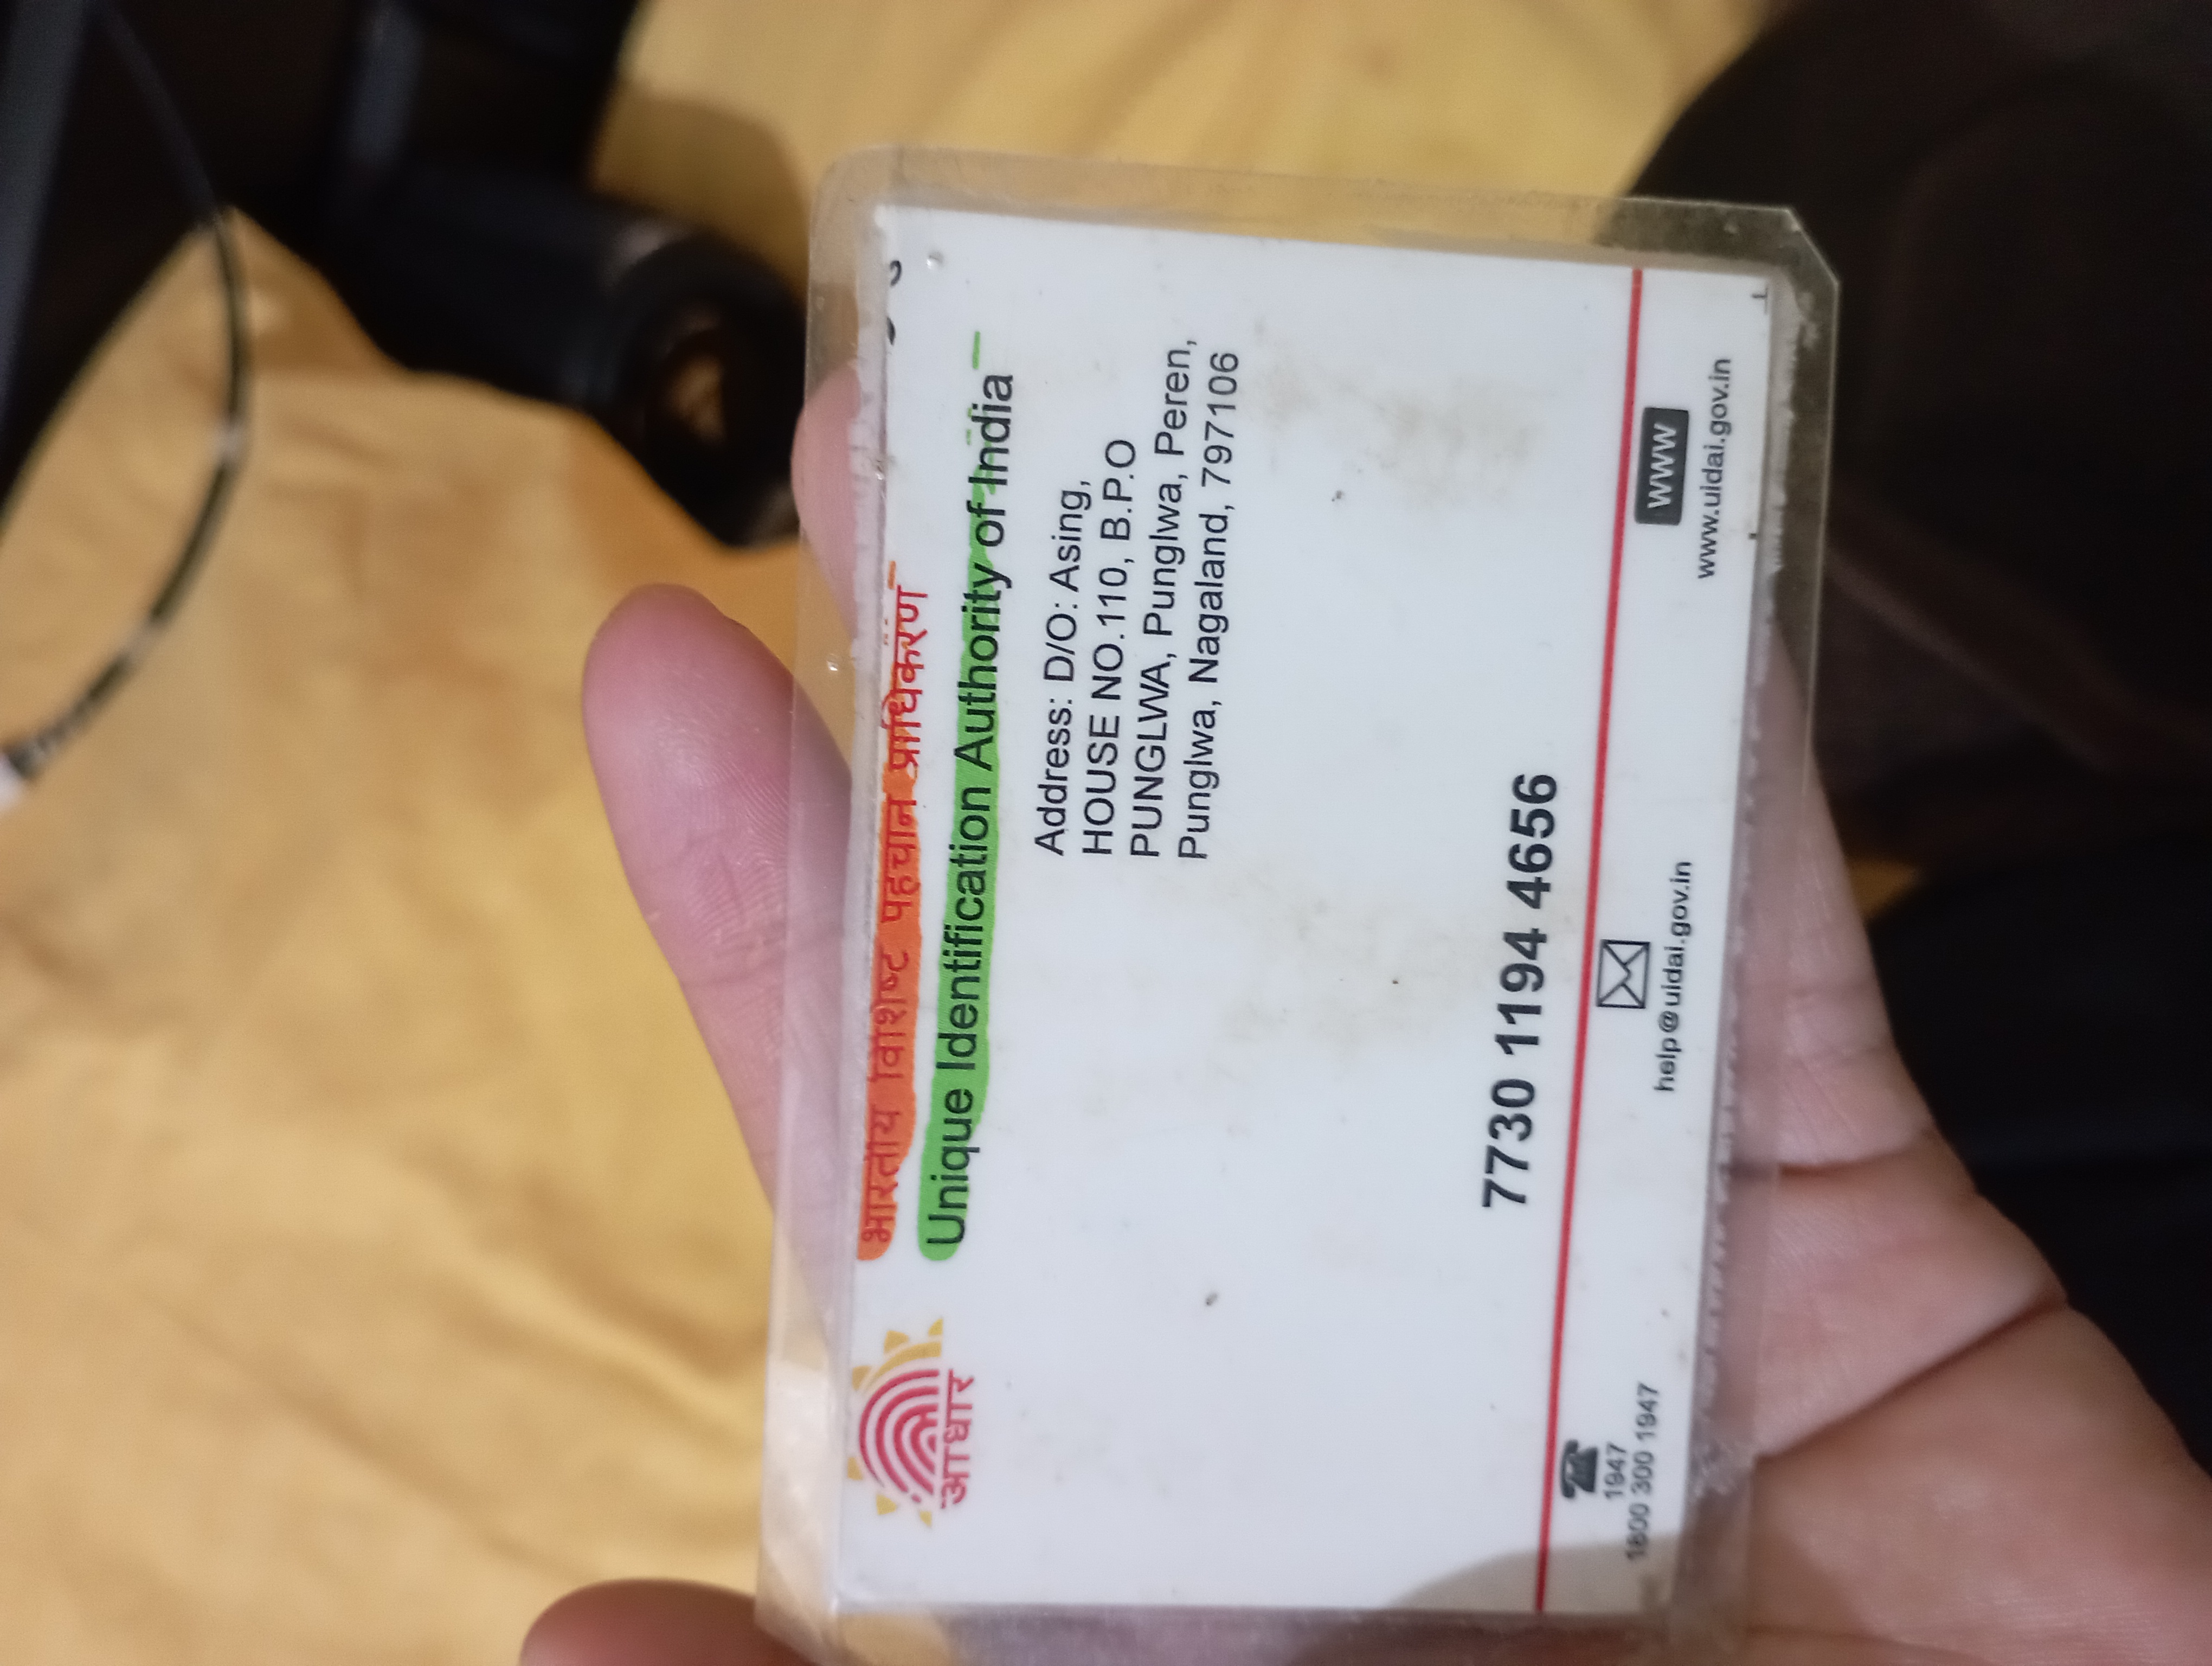 भारतीय विशिष्ट पहचान प्राधिकरण
Unique Identification Authority of India
आधार
Address: D/O: Asing,
HOUSE NO.110, B.P.O
PUNGLWA, Punglwa, Peren,
Punglwa, Nagaland, 797106
7730 1194 4656
1947
1800 300 1947
help@uidai.gov.in
WWW
www.uidai.gov.in